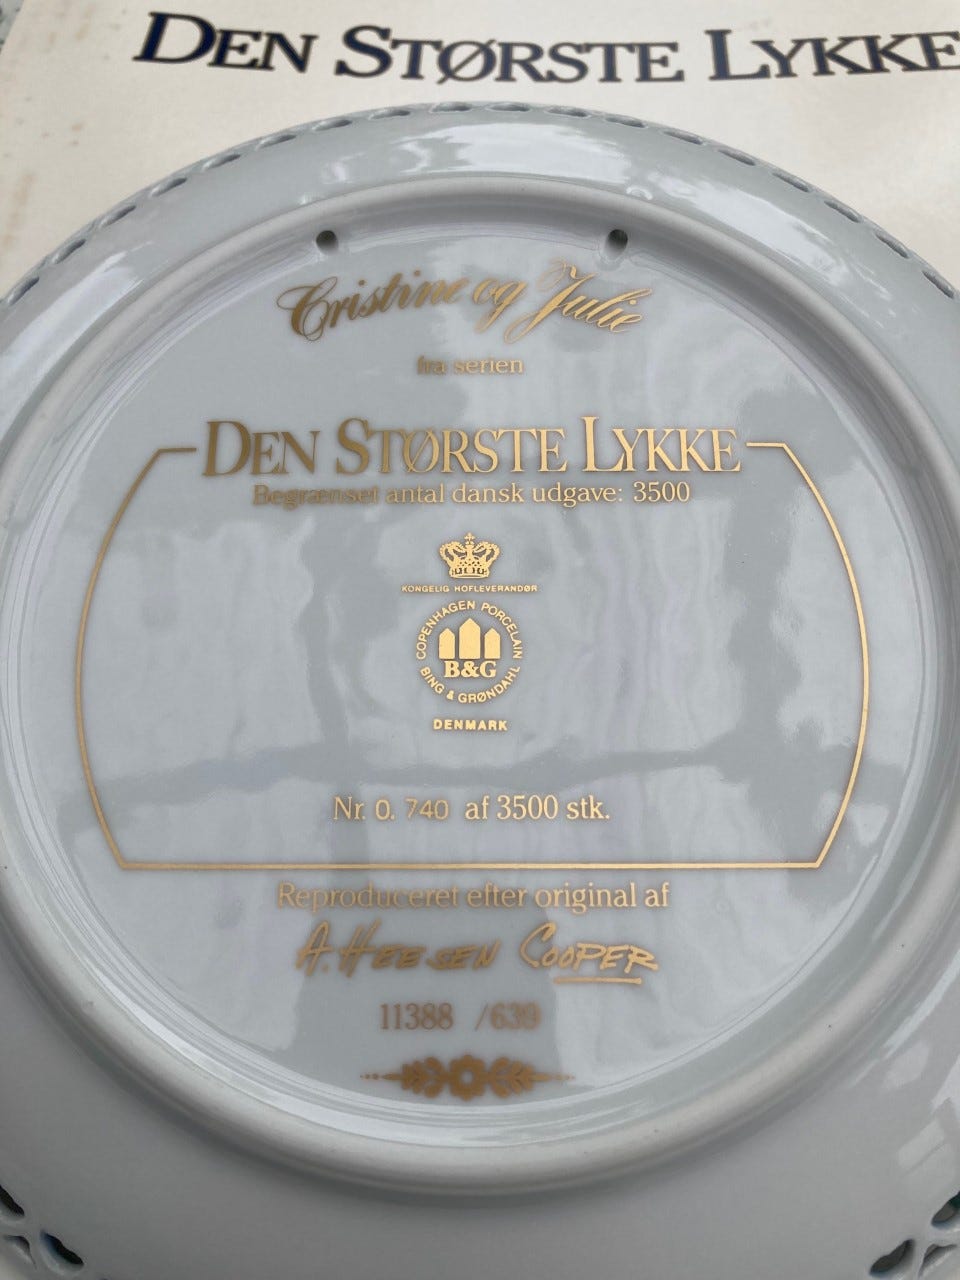 DEN STØRSTE LYKKE
Cristine og Julie
fra serien
DEN STØRSTE LYKKE
Begrænset antal dansk udgave: 3500
KONGELIG HOFLEVERANDØR
COPENHAGEN PORCELAIN
B&G
BING & GRØNDAHL
DENMARK
Nr. 0. 740 af 3500 stk.
Reproduceret efter original af
A. HEESEN COOPER
11388 /639